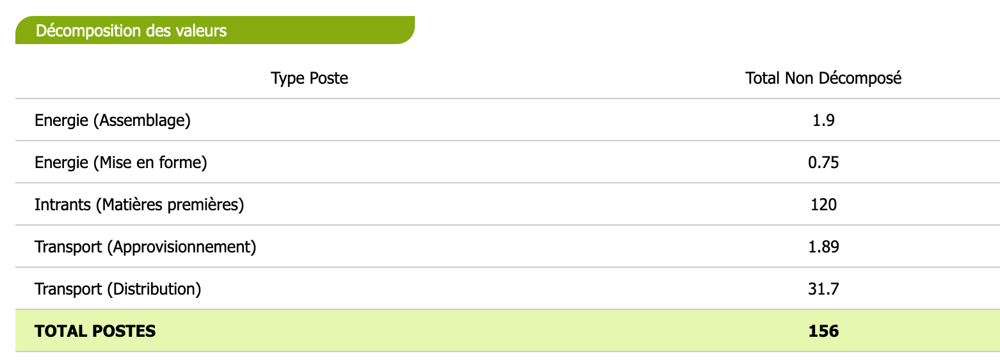 Décomposition des valeurs
Type Poste Total Non Décomposé
Energie (Assemblage) 1.9
Energie (Mise en forme) 0.75
Intrants (Matières premières) 120
Transport (Approvisionnement) 1.89
Transport (Distribution) 31.7
TOTAL POSTES 156